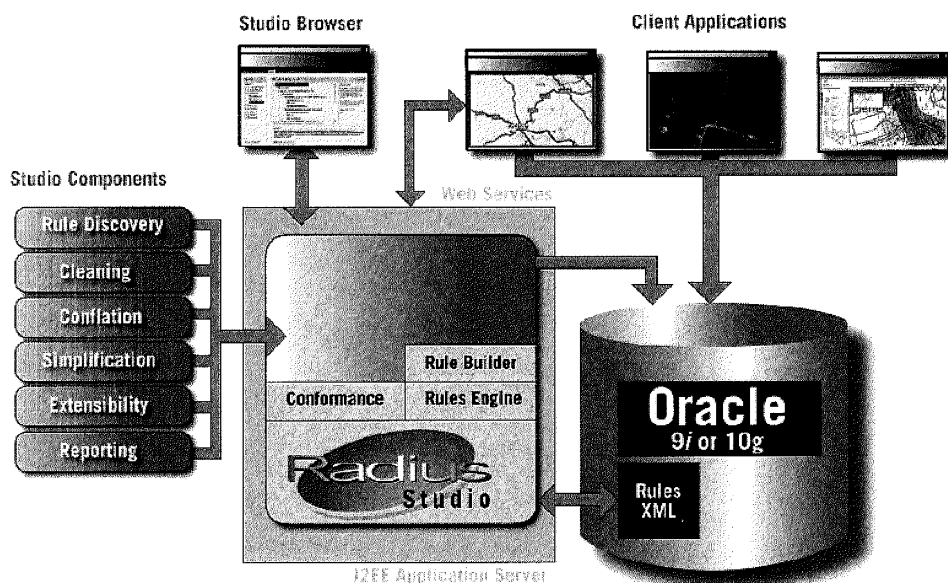 Studio Browser
Client Applications
Studio Components
Web Services
Rule Discovery
Cleaning
Conflation
Simplification
Extensibility
Reporting
Rule Builder
Conformance
Rules Engine
Radius
Studio
Oracle
9i or 10g
Rules
XML
J2EE Application Server